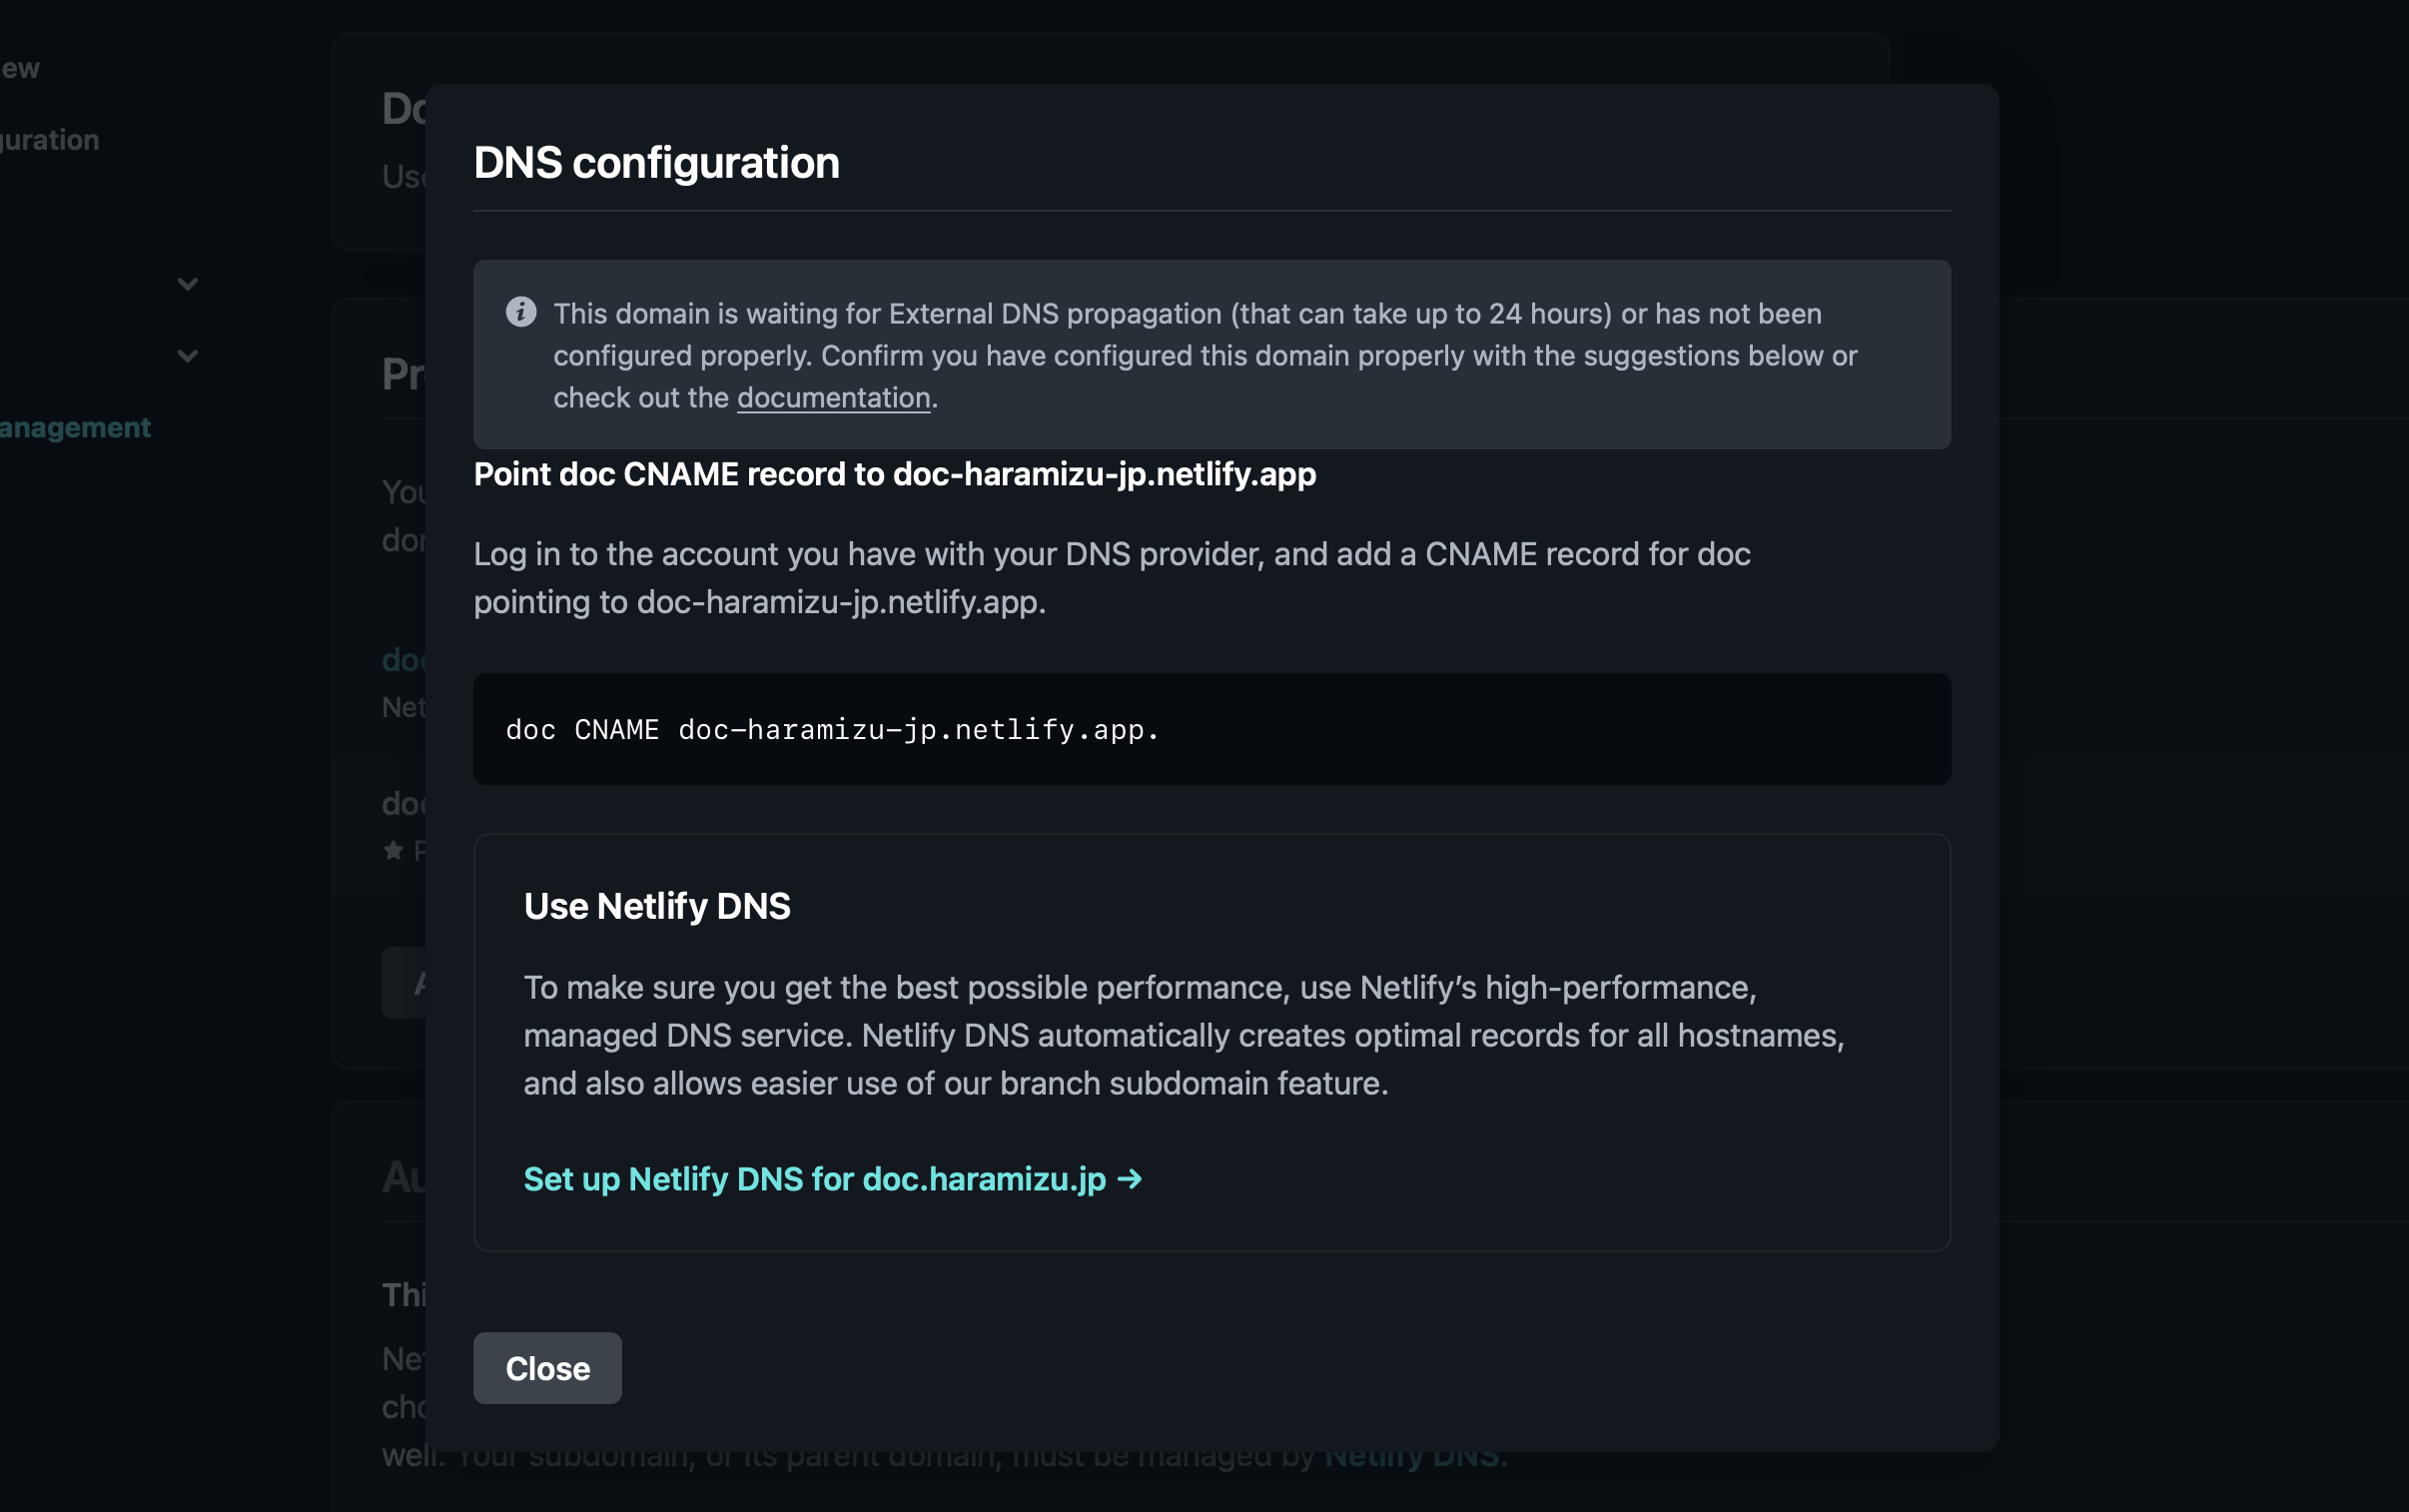 ew
guration
anagement
Do
Use
DNS configuration
This domain is waiting for External DNS propagation (that can take up to 24 hours) or has not been
configured properly. Confirm you have configured this domain properly with the suggestions below or
check out the documentation.
Point doc CNAME record to doc-haramizu-jp.netlify.app
Log in to the account you have with your DNS provider, and add a CNAME record for doc
pointing to doc-haramizu-jp.netlify.app.
doc CNAME doc-haramizu-jp.netlify.app.
Use Netlify DNS
To make sure you get the best possible performance, use Netlify’s high-performance,
managed DNS service. Netlify DNS automatically creates optimal records for all hostnames,
and also allows easier use of our branch subdomain feature.
Set up Netlify DNS for doc.haramizu.jp →
Close
Pr
You
dor
doc
Net
doc
P
A
Au
Thi
Net
cho
well. Your subdomain, or its parent domain, must be managed by Netlify DNS.